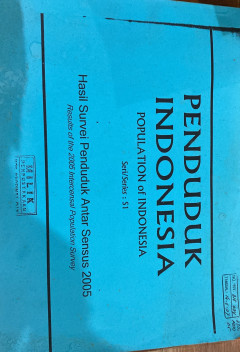 PENDUDUK
INDONESIA
POPULATION of INDONESIA
Seri/Series : S1
Hasil Survei Penduduk Antar Sensus 2005
Results of the 2005 Intercensal Population Survey
MILIK